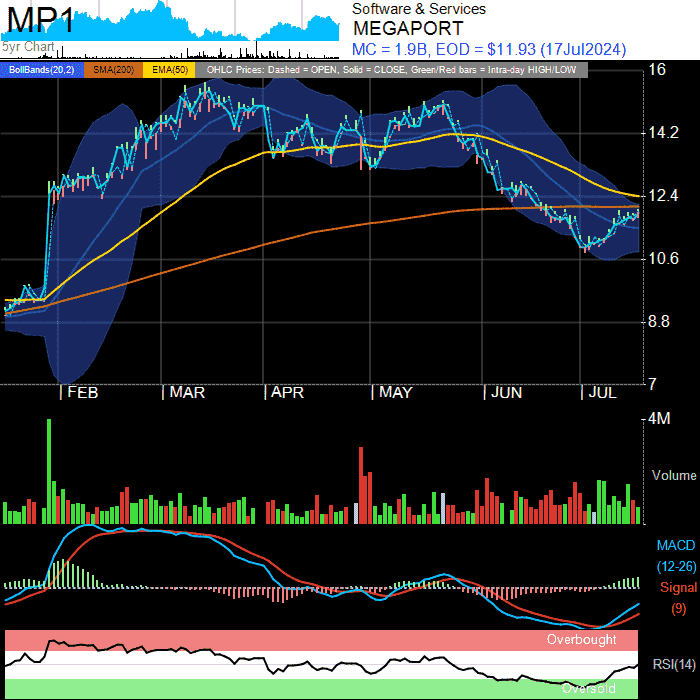 MP1
Software & Services
MEGAPORT
MC = 1.9B, EOD = $11.93 (17Jul2024)
5yr Chart
BollBands(20,2) SMA(200) EMA(50) OHLC Prices: Dashed = OPEN, Solid = CLOSE, Green/Red bars = Intra-day HIGH/LOW
16
14.2
12.4
10.6
8.8
7
FEB MAR APR MAY JUN JUL
4M
Volume
MACD
(12-26)
Signal
(9)
Overbought
RSI(14)
Oversold